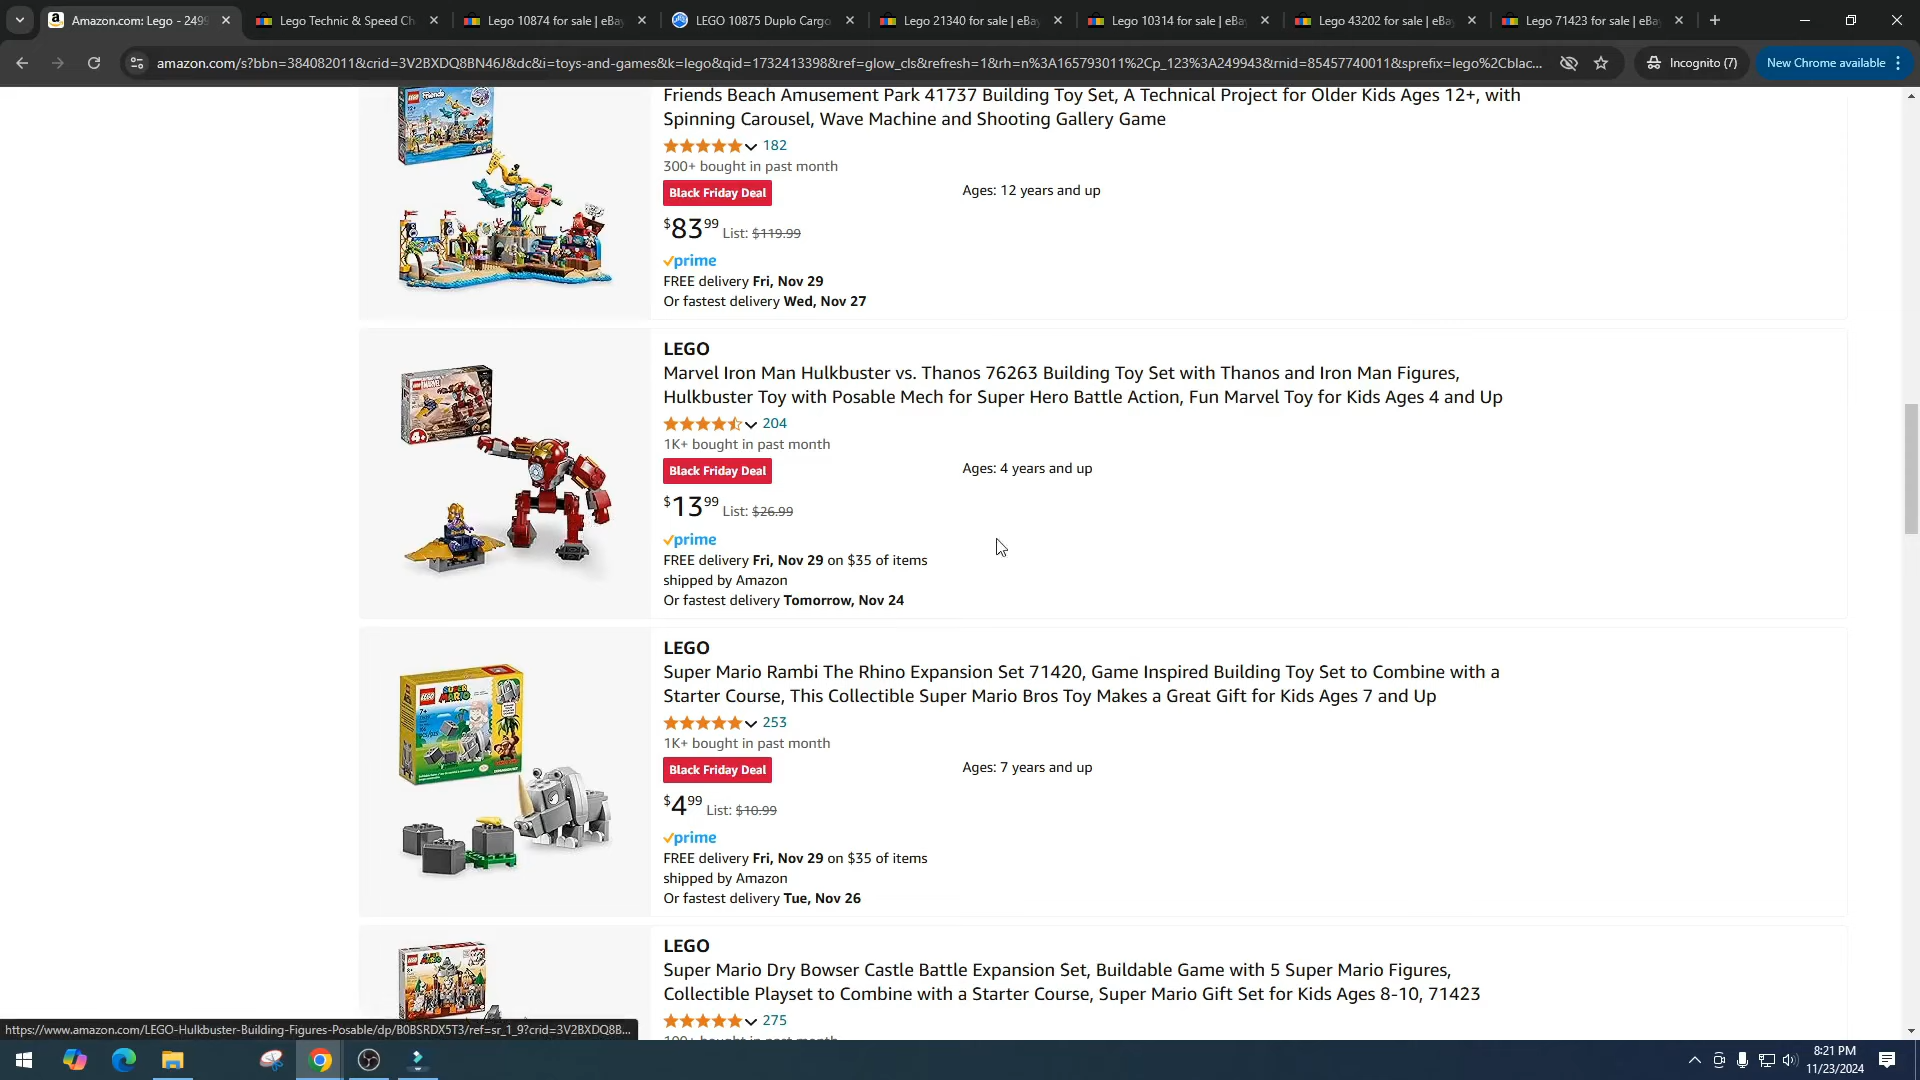 Amazon.com: Lego - 2499
Lego Technic & Speed Ch
Lego 10874 for sale | eBay
LEGO 10875 Duplo Cargo
Lego 21340 for sale | eBay
Lego 10314 for sale | eBay
Lego 43202 for sale | eBay
Lego 71423 for sale | eBay
amazon.com/s?bbn=384082011&crid=3V2BXDQ8BN46J&dc&i=toys-and-games&k=lego&qid=1732413398&ref=glow_cls&refresh=1&rh=n%3A165793011%2Cp_123%3A249943&rnid=85457740011&sprefix=lego%2Cblac...
Incognito (7)
New Chrome available
Friends Beach Amusement Park 41737 Building Toy Set, A Technical Project for Older Kids Ages 12+, with
Spinning Carousel, Wave Machine and Shooting Gallery Game
182
300+ bought in past month
Black Friday Deal
Ages: 12 years and up
$83.99 List: $119.99
prime
FREE delivery Fri, Nov 29
Or fastest delivery Wed, Nov 27
LEGO
Marvel Iron Man Hulkbuster vs. Thanos 76263 Building Toy Set with Thanos and Iron Man Figures,
Hulkbuster Toy with Posable Mech for Super Hero Battle Action, Fun Marvel Toy for Kids Ages 4 and Up
204
1K+ bought in past month
Black Friday Deal
Ages: 4 years and up
$13.99 List: $26.99
prime
FREE delivery Fri, Nov 29 on $35 of items
shipped by Amazon
Or fastest delivery Tomorrow, Nov 24
LEGO
Super Mario Rambi The Rhino Expansion Set 71420, Game Inspired Building Toy Set to Combine with a
Starter Course, This Collectible Super Mario Bros Toy Makes a Great Gift for Kids Ages 7 and Up
253
1K+ bought in past month
Black Friday Deal
Ages: 7 years and up
$4.99 List: $10.99
prime
FREE delivery Fri, Nov 29 on $35 of items
shipped by Amazon
Or fastest delivery Tue, Nov 26
LEGO
Super Mario Dry Bowser Castle Battle Expansion Set, Buildable Game with 5 Super Mario Figures,
Collectible Playset to Combine with a Starter Course, Super Mario Gift Set for Kids Ages 8-10, 71423
275
100+ bought in past month
https://www.amazon.com/LEGO-Hulkbuster-Building-Figures-Posable/dp/B0BSRDX5T3/ref=sr_1_9?crid=3V2BXDQ8B...
8:21 PM
11/23/2024